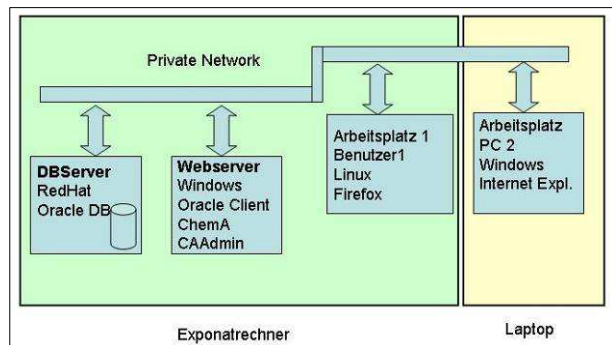 Private Network
DBServer
RedHat
Oracle DB
Webserver
Windows
Oracle Client
ChemA
CAAdmin
Arbeitsplatz 1
Benutzer1
Linux
Firefox
Arbeitsplatz
PC 2
Windows
Internet Expl.
Exponatrechner
Laptop